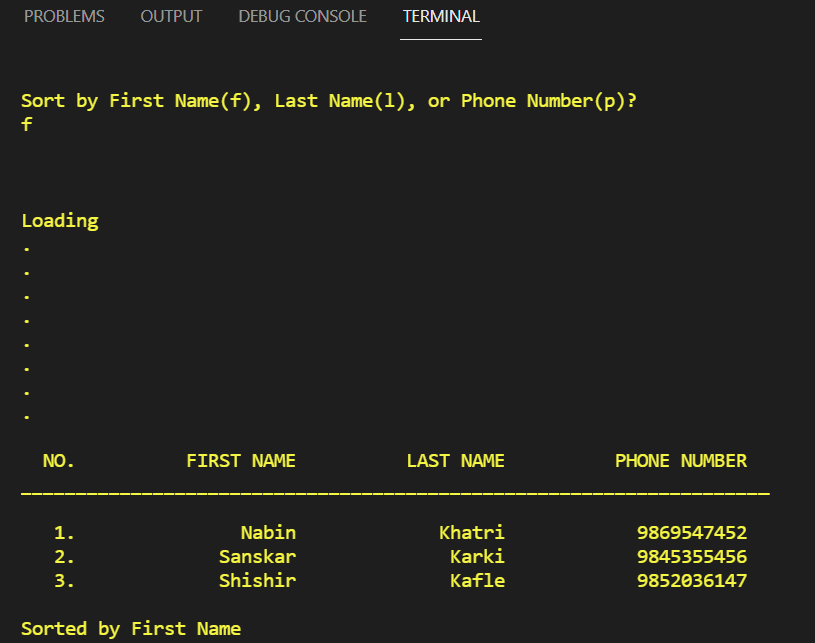 PROBLEMS OUTPUT DEBUG CONSOLE TERMINAL
Sort by First Name(f), Last Name(l), or Phone Number(p)?
f
Loading
.
.
.
.
.
.
.
.
NO. FIRST NAME LAST NAME PHONE NUMBER
____________________________________________________________________
1. Nabin Khatri 9869547452
2. Sanskar Karki 9845355456
3. Shishir Kafle 9852036147
Sorted by First Name